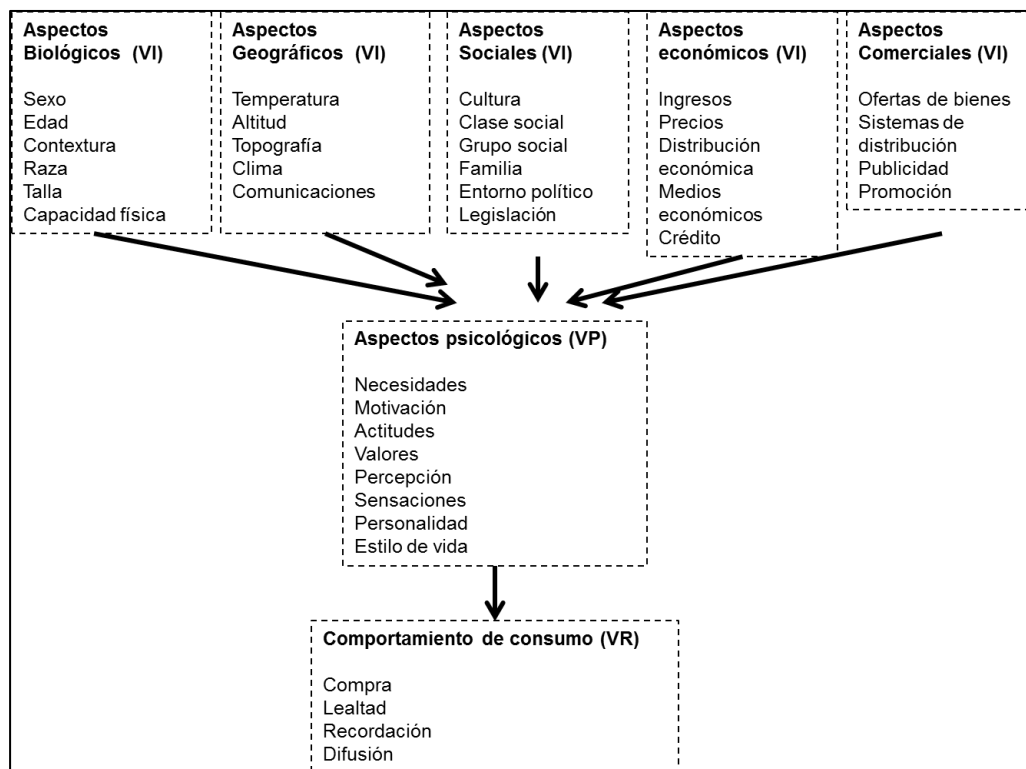 Aspectos
Biológicos (VI)
Sexo
Edad
Contextura
Raza
Talla
Capacidad física
Aspectos
Geográficos (VI)
Temperatura
Altitud
Topografía
Clima
Comunicaciones
Aspectos
Sociales (VI)
Cultura
Clase social
Grupo social
Familia
Entorno político
Legislación
Aspectos
económicos (VI)
Ingresos
Precios
Distribución
económica
Medios
económicos
Crédito
Aspectos
Comerciales (VI)
Ofertas de bienes
Sistemas de
distribución
Publicidad
Promoción
Aspectos psicológicos (VP)
Necesidades
Motivación
Actitudes
Valores
Percepción
Sensaciones
Personalidad
Estilo de vida
Comportamiento de consumo (VR)
Compra
Lealtad
Recordación
Difusión